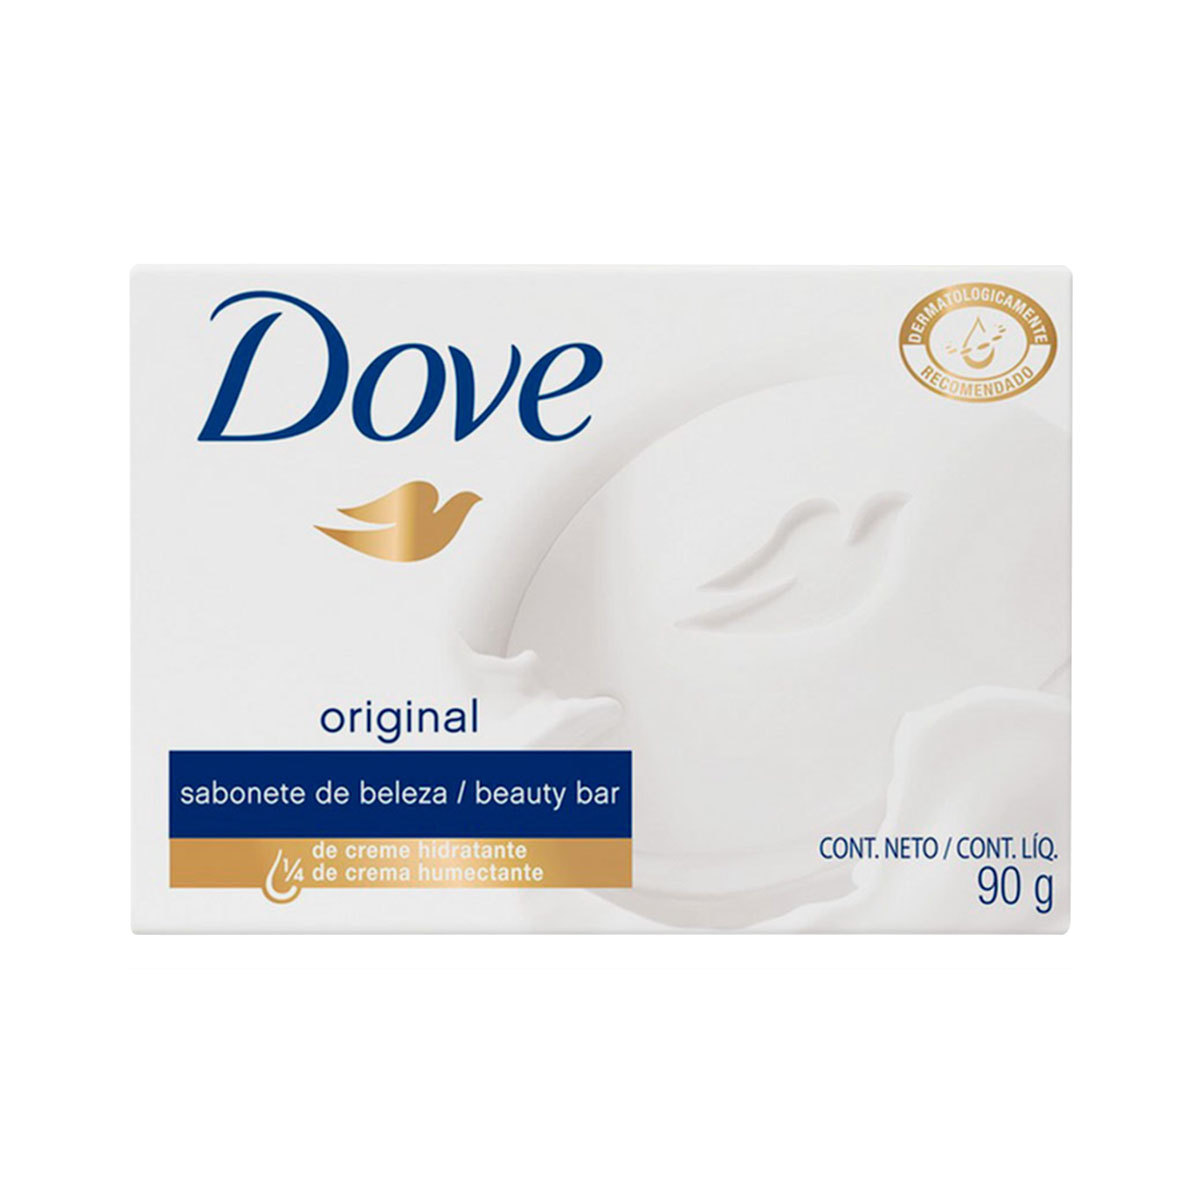 Dove
DERMATOLOGICAMENTE
RECOMENDADO
original
sabonete de beleza / beauty bar
1/4
de creme hidratante
de crema humectante
CONT. NETO / CONT. LÍQ.
90 g